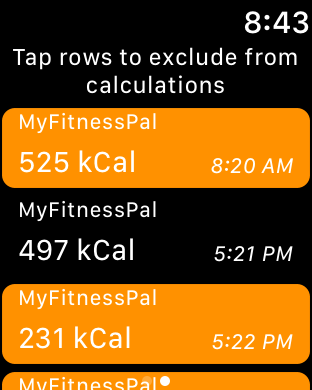 8:43
Tap rows to exclude from
calculations
MyFitnessPal
525 kCal 8:20 AM
MyFitnessPal
497 kCal 5:21 PM
MyFitnessPal
231 kCal 5:22 PM
MyFitnessPal